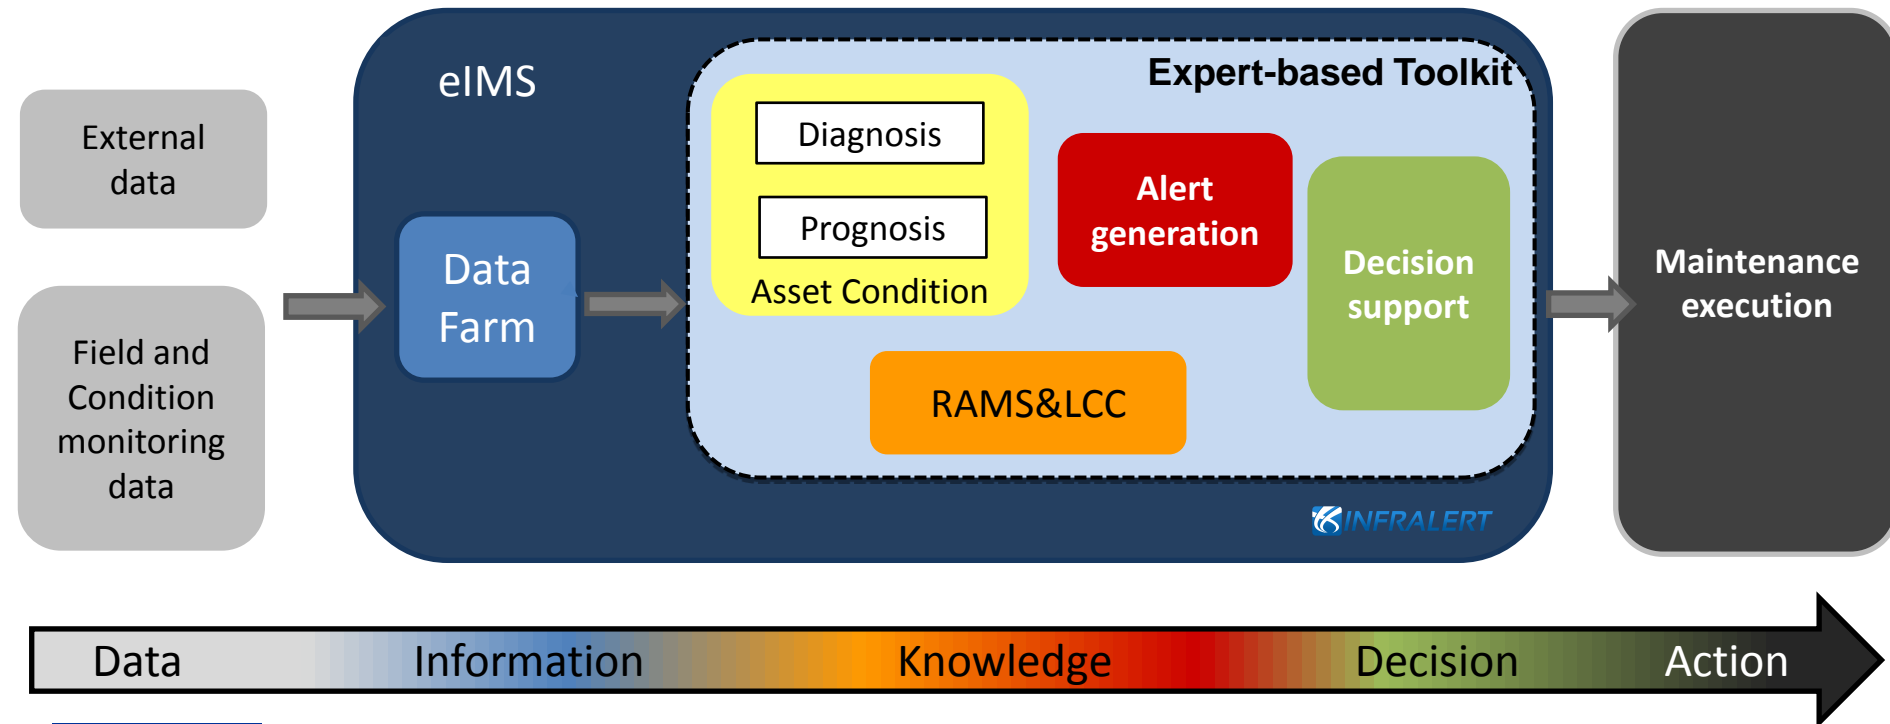 External
data
Field and
Condition
monitoring
data
eIMS
Data
Farm
Expert-based Toolkit
Diagnosis
Prognosis
Asset Condition
Alert
generation
RAMS&LCC
Decision
support
INFRALERT
Maintenance
execution
Data
Information
Knowledge
Decision
Action